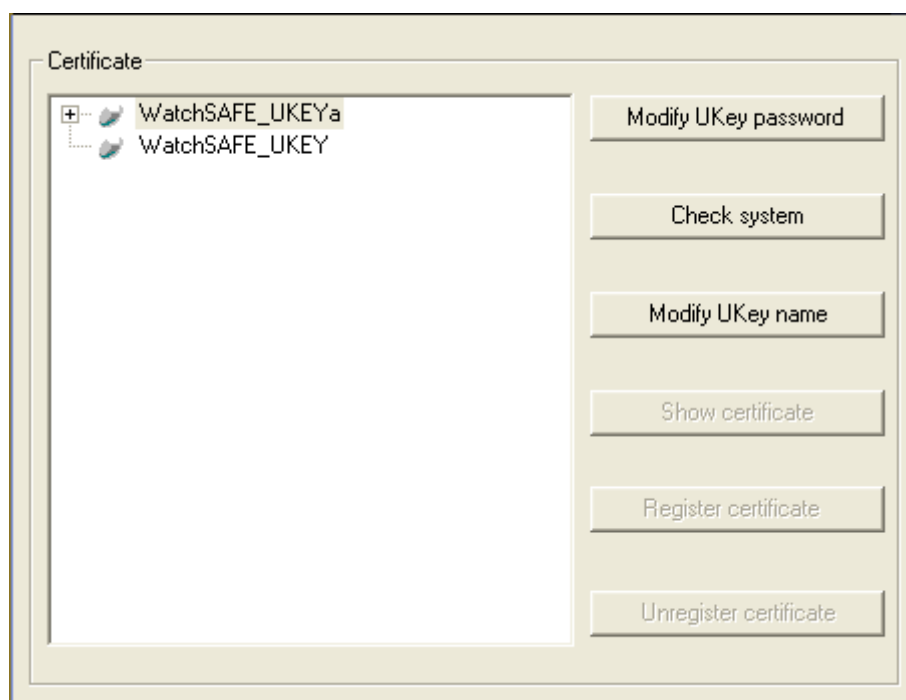 Certificate
WatchSAFE_UKEYa
WatchSAFE_UKEY
Modify UKey password
Check system
Modify UKey name
Show certificate
Register certificate
Unregister certificate